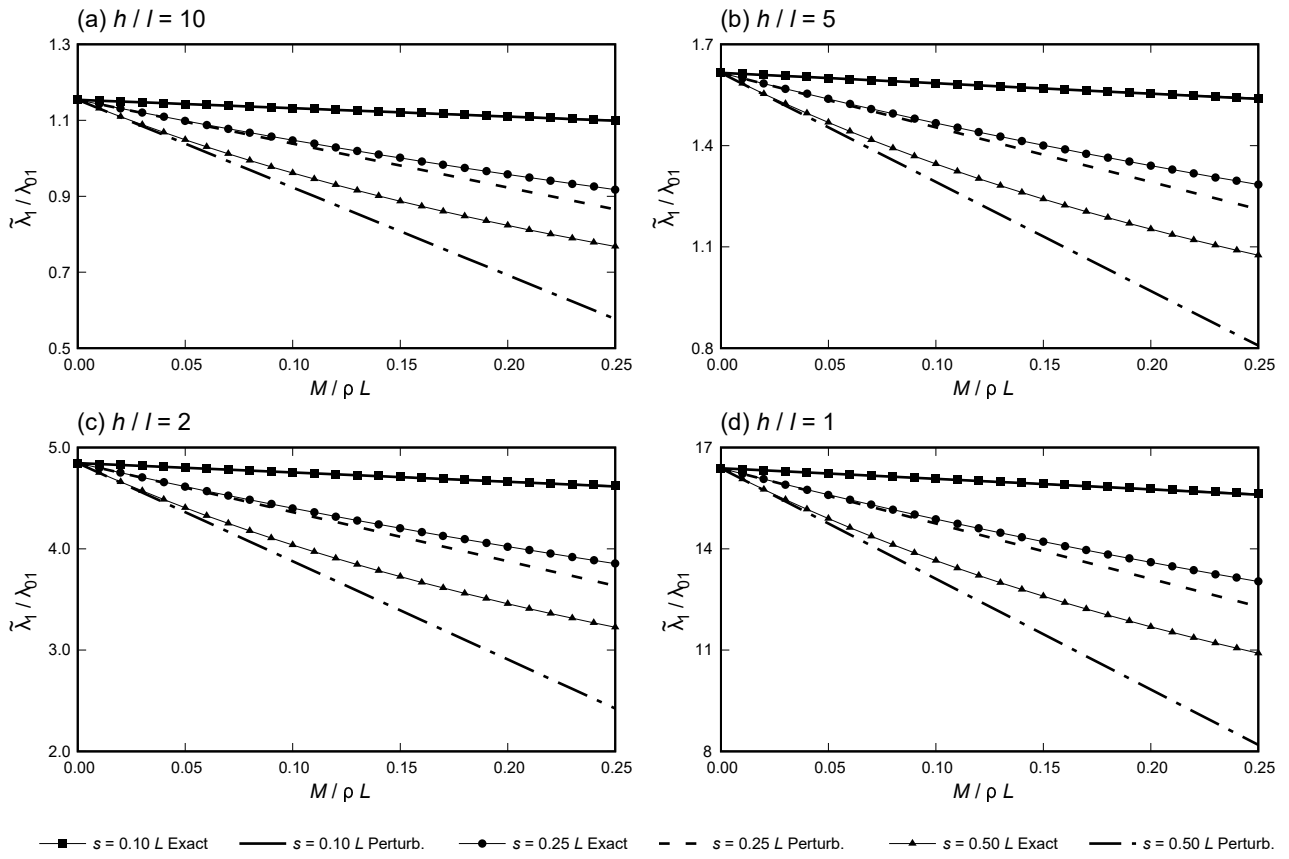 (a) h / l = 10
1.3
1.1
0.9
0.7
0.5
λ̃₁ / λ₀₁
0.00 0.05 0.10 0.15 0.20 0.25
M / ρ L
(b) h / l = 5
1.7
1.4
1.1
0.8
λ̃₁ / λ₀₁
0.00 0.05 0.10 0.15 0.20 0.25
M / ρ L
(c) h / l = 2
5.0
4.0
3.0
2.0
λ̃₁ / λ₀₁
0.00 0.05 0.10 0.15 0.20 0.25
M / ρ L
(d) h / l = 1
17
14
11
8
λ̃₁ / λ₀₁
0.00 0.05 0.10 0.15 0.20 0.25
M / ρ L
s = 0.10 L Exact s = 0.10 L Perturb. s = 0.25 L Exact s = 0.25 L Perturb. s = 0.50 L Exact s = 0.50 L Perturb.